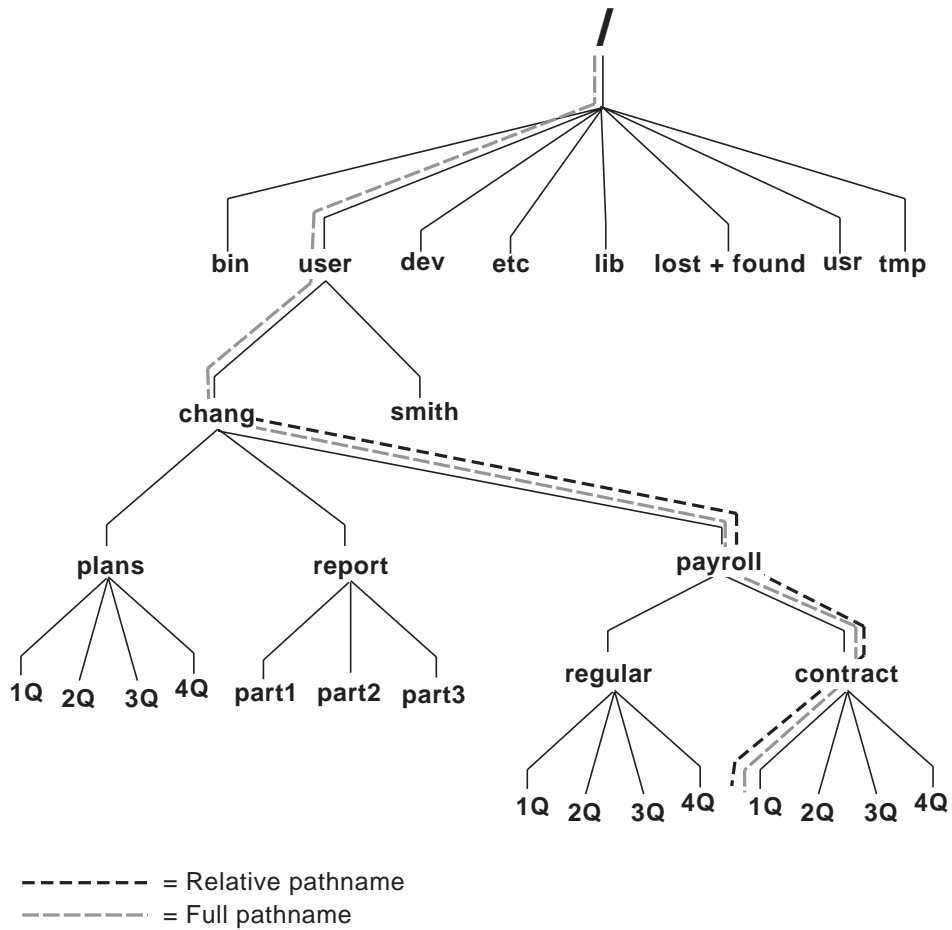 /
bin user dev etc lib lost + found usr tmp
chang smith
plans report payroll
regular contract
1Q 2Q 3Q 4Q part1 part2 part3
1Q 2Q 3Q 4Q 1Q 2Q 3Q 4Q
= Relative pathname
= Full pathname